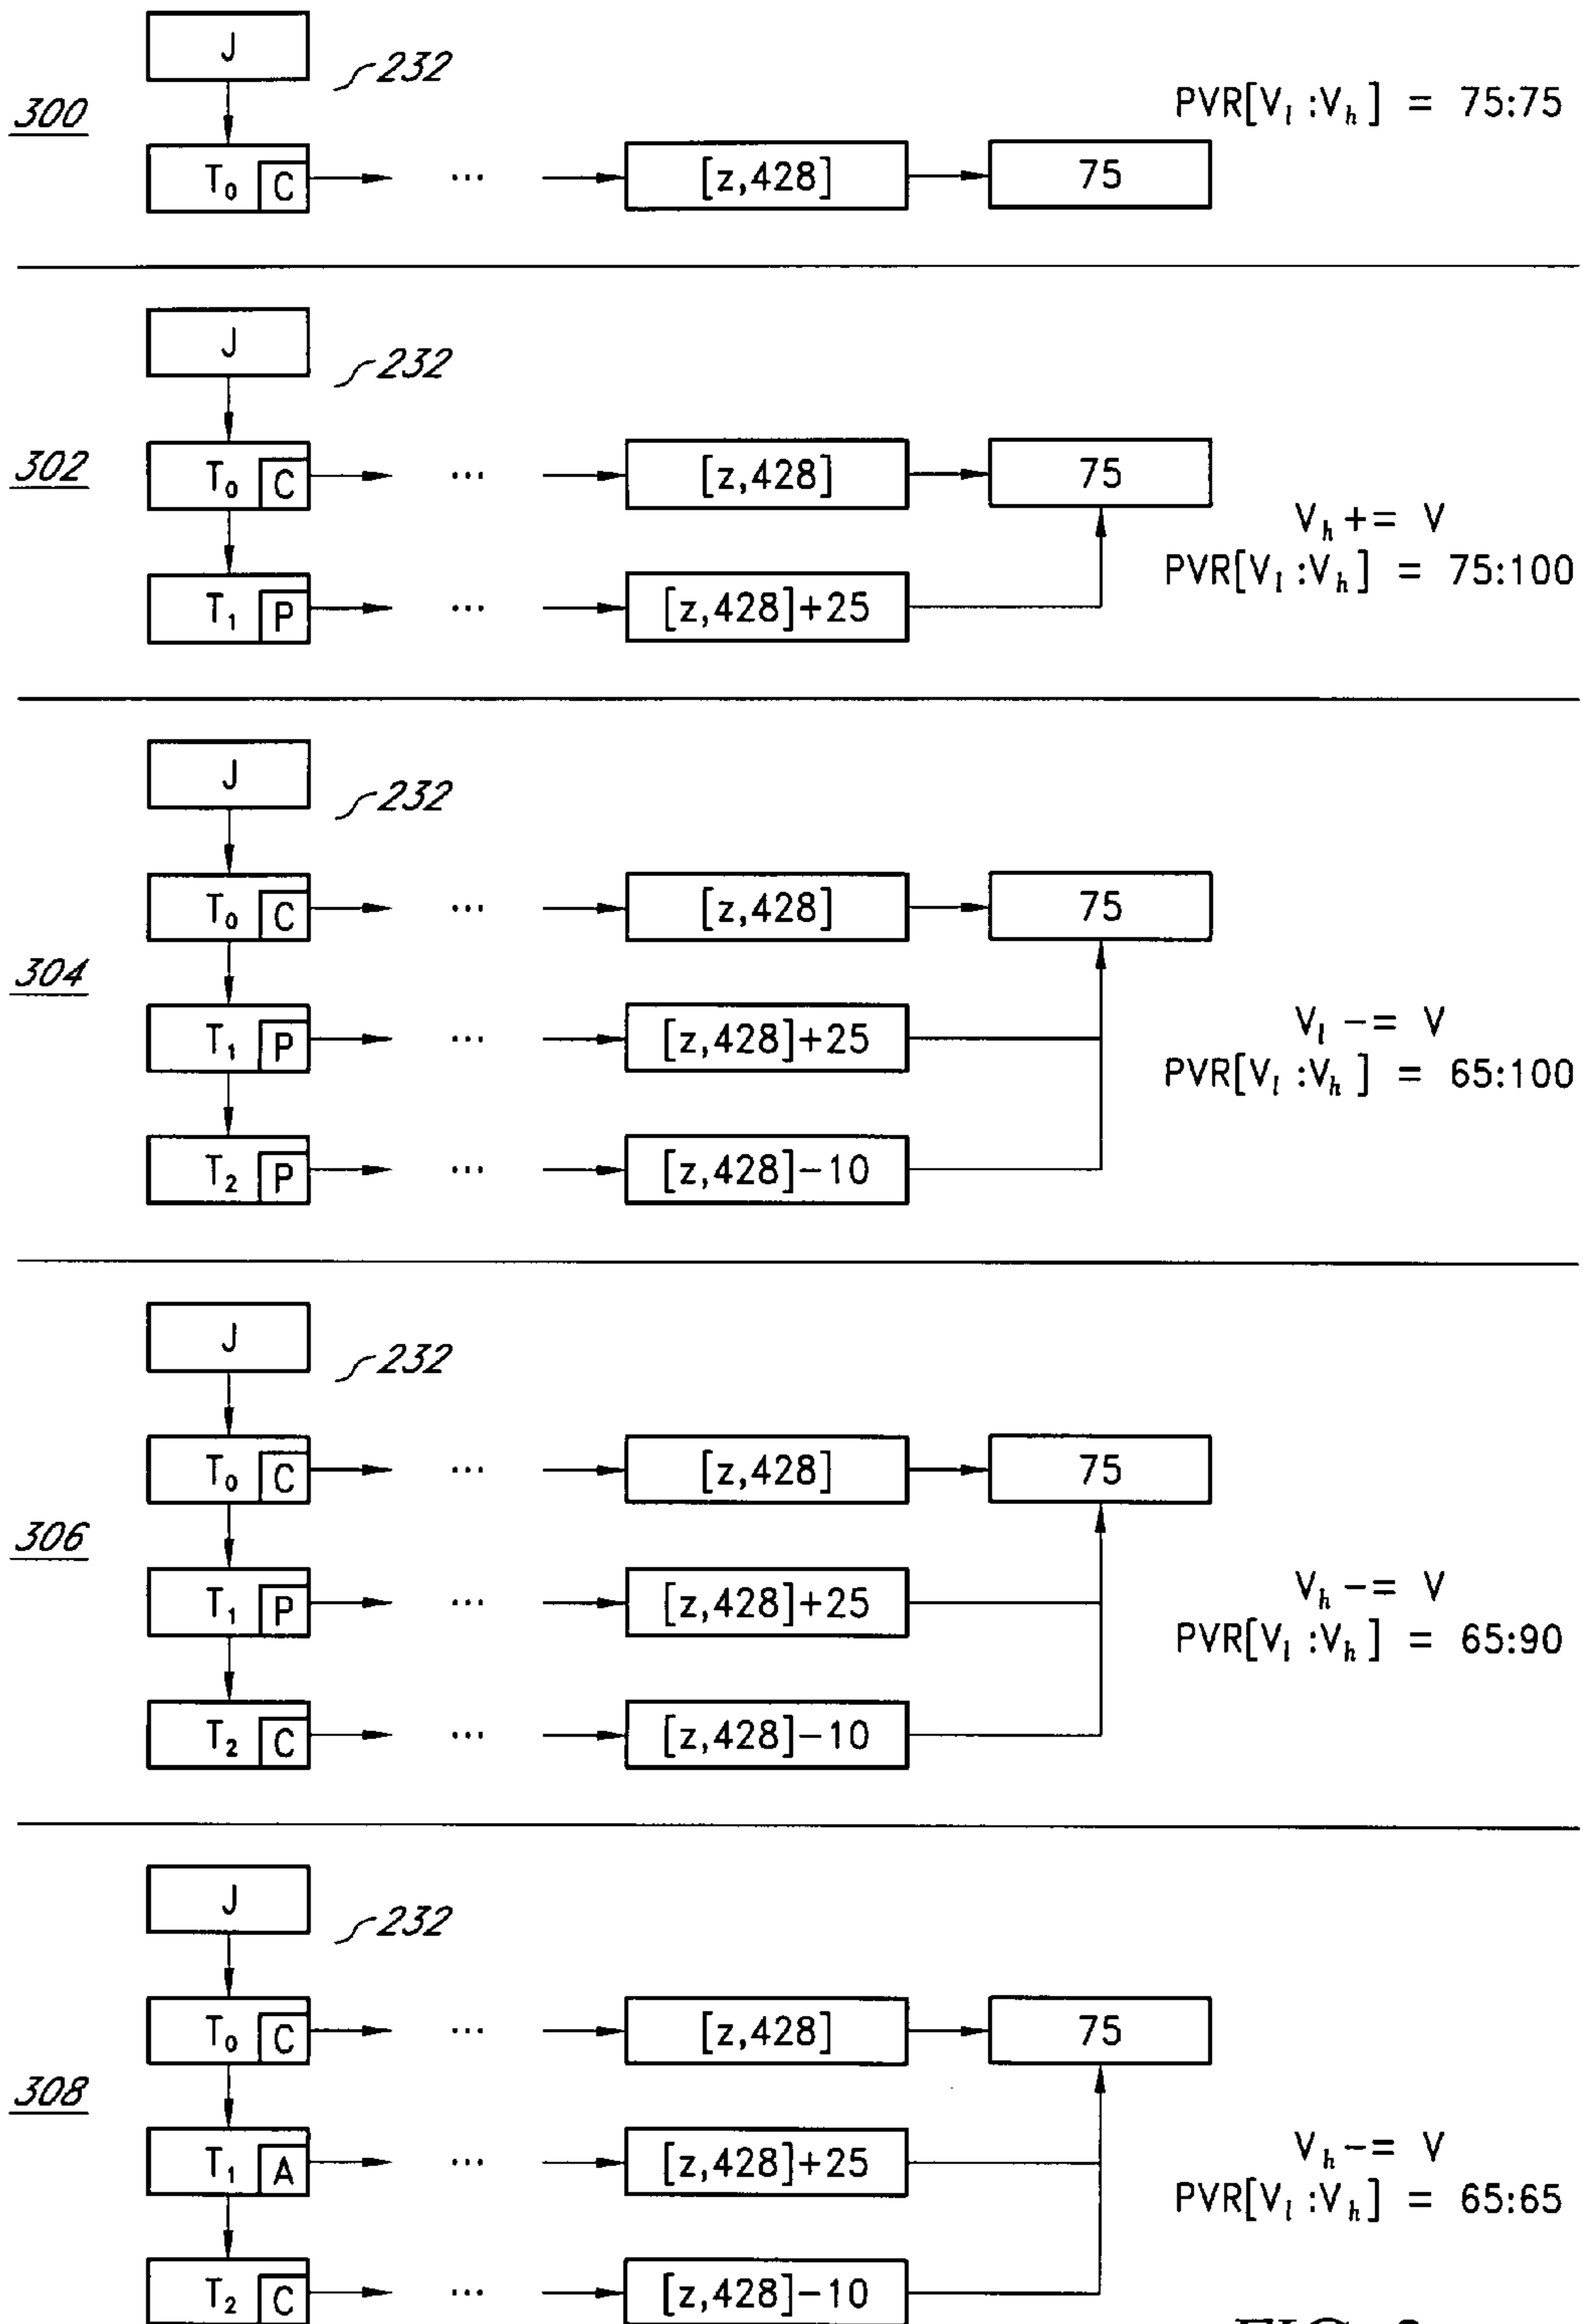 J
232
300
PVR[Vl :Vh ] = 75:75
T0 C ... [z,428] 75
J
232
302
T0 C ... [z,428] 75
Vh += V
PVR[Vl :Vh ] = 75:100
T1 P ... [z,428]+25
J
232
T0 C ... [z,428] 75
304
T1 P ... [z,428]+25
Vl -= V
PVR[Vl :Vh ] = 65:100
T2 P ... [z,428]-10
J
232
T0 C ... [z,428] 75
306
T1 P ... [z,428]+25
Vh -= V
PVR[Vl :Vh ] = 65:90
T2 C ... [z,428]-10
J
232
T0 C ... [z,428] 75
308
T1 A ... [z,428]+25
Vh -= V
PVR[Vl :Vh ] = 65:65
T2 C ... [z,428]-10